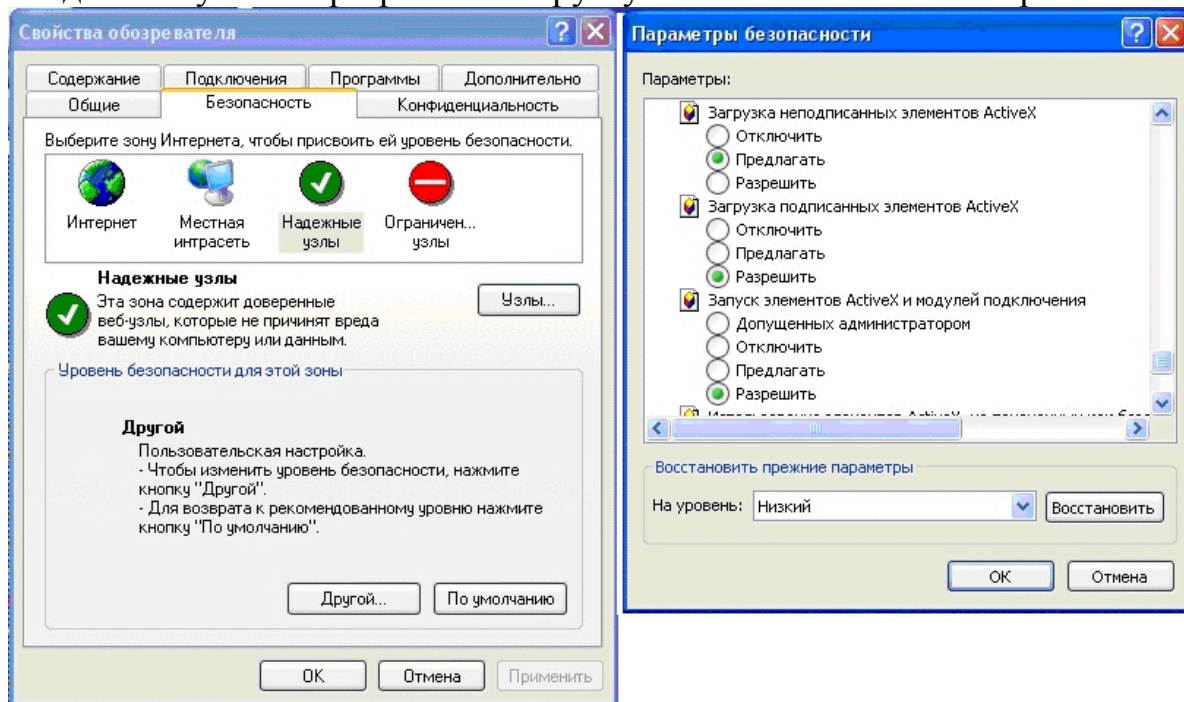 Свойства обозревателя
Содержание Подключения Программы Дополнительно
Общие Безопасность Конфиденциальность
Выберите зону Интернета, чтобы присвоить ей уровень безопасности.
Интернет
Местная интрасеть
Надежные узлы
Ограничен... узлы
Надежные узлы
Эта зона содержит доверенные
веб-узлы, которые не причинят вреда
вашему компьютеру или данным.
Узлы...
Уровень безопасности для этой зоны
Другой
Пользовательская настройка.
- Чтобы изменить уровень безопасности, нажмите
кнопку "Другой".
- Для возврата к рекомендованному уровню нажмите
кнопку "По умолчанию".
Другой... По умолчанию
OK Отмена Применить
Параметры безопасности
Параметры:
Загрузка неподписанных элементов ActiveX
Отключить
Предлагать
Разрешить
Загрузка подписанных элементов ActiveX
Отключить
Предлагать
Разрешить
Запуск элементов ActiveX и модулей подключения
Допущенных администратором
Отключить
Предлагать
Разрешить
Восстановить прежние параметры
На уровень: Низкий Восстановить
OK Отмена